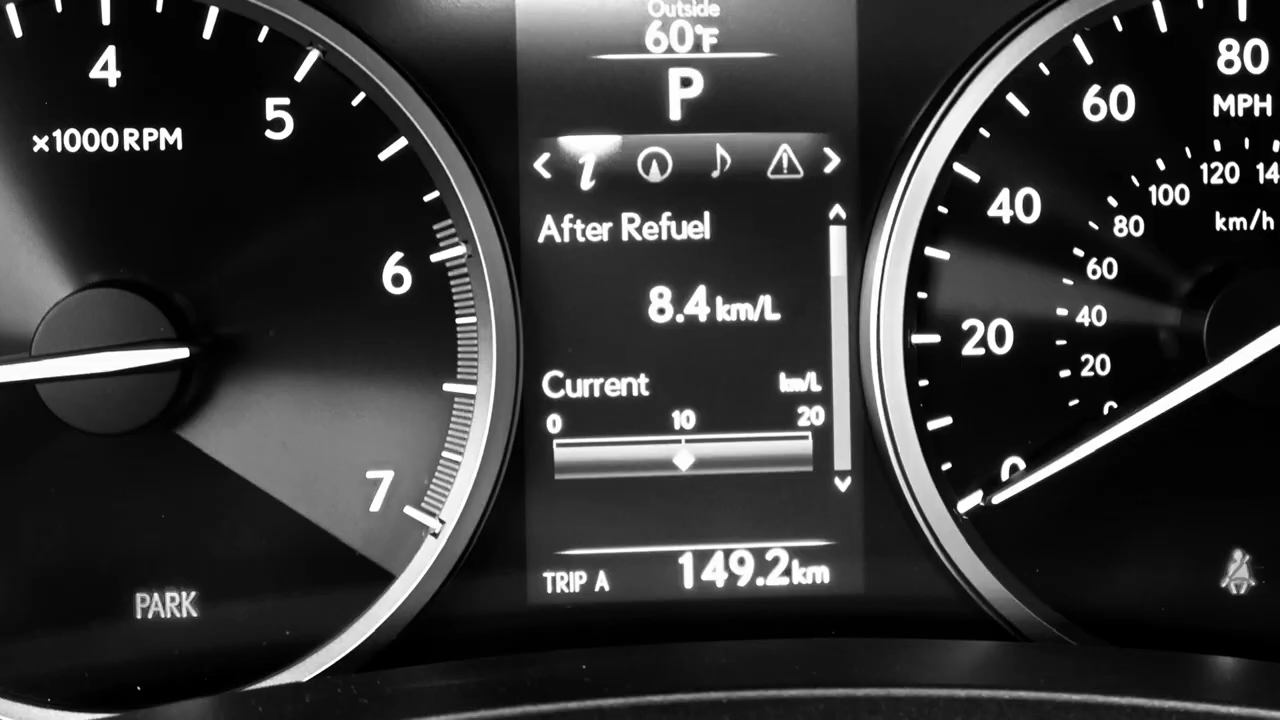 4
5
6
7
×1000 RPM
PARK
Outside
60°F
P
After Refuel
8.4 km/L
Current km/L
0 10 20
TRIP A 149.2 km
80
60
40
20
0
MPH
120
100
80
60
40
20
0
km/h